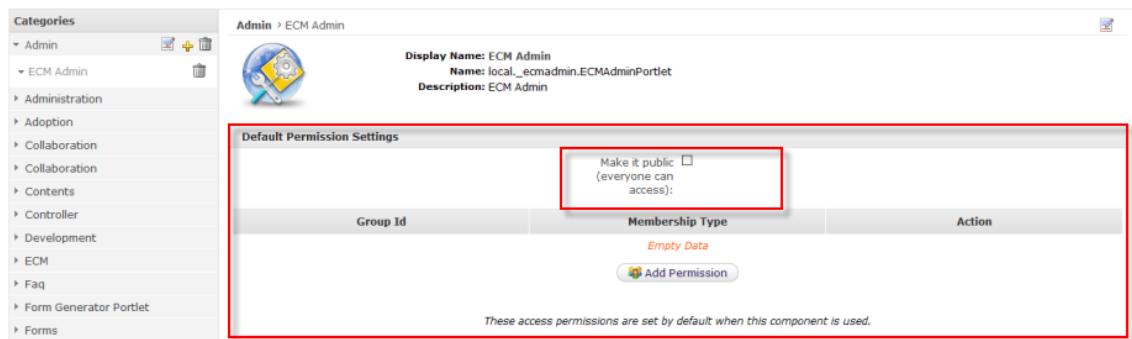 Categories
Admin
ECM Admin
Administration
Adoption
Collaboration
Collaboration
Contents
Controller
Development
ECM
Faq
Form Generator Portlet
Forms
Admin > ECM Admin
Display Name: ECM Admin
Name: local._ecmadmin.ECMAdminPortlet
Description: ECM Admin
Default Permission Settings
Make it public
(everyone can
access):
Group Id Membership Type Action
Empty Data
Add Permission
These access permissions are set by default when this component is used.